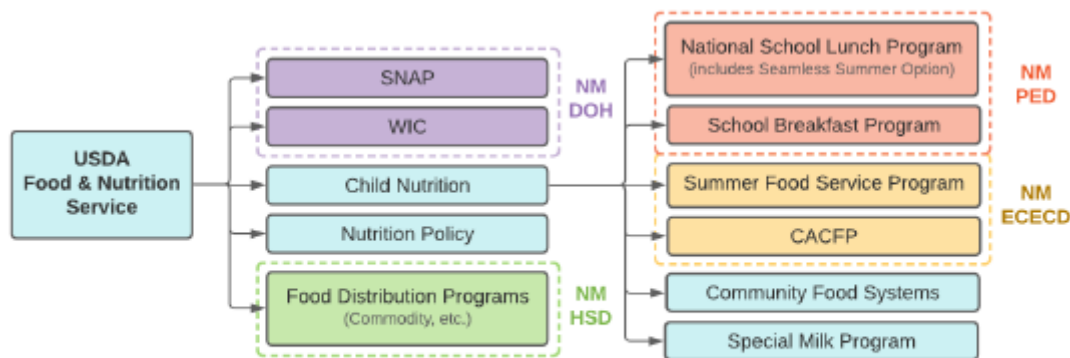 USDA
Food & Nutrition
Service
SNAP
WIC
NM
DOH
Child Nutrition
Nutrition Policy
Food Distribution Programs
(Commodity, etc.)
NM
HSD
National School Lunch Program
(includes Seamless Summer Option)
School Breakfast Program
NM
PED
Summer Food Service Program
CACFP
NM
ECECD
Community Food Systems
Special Milk Program